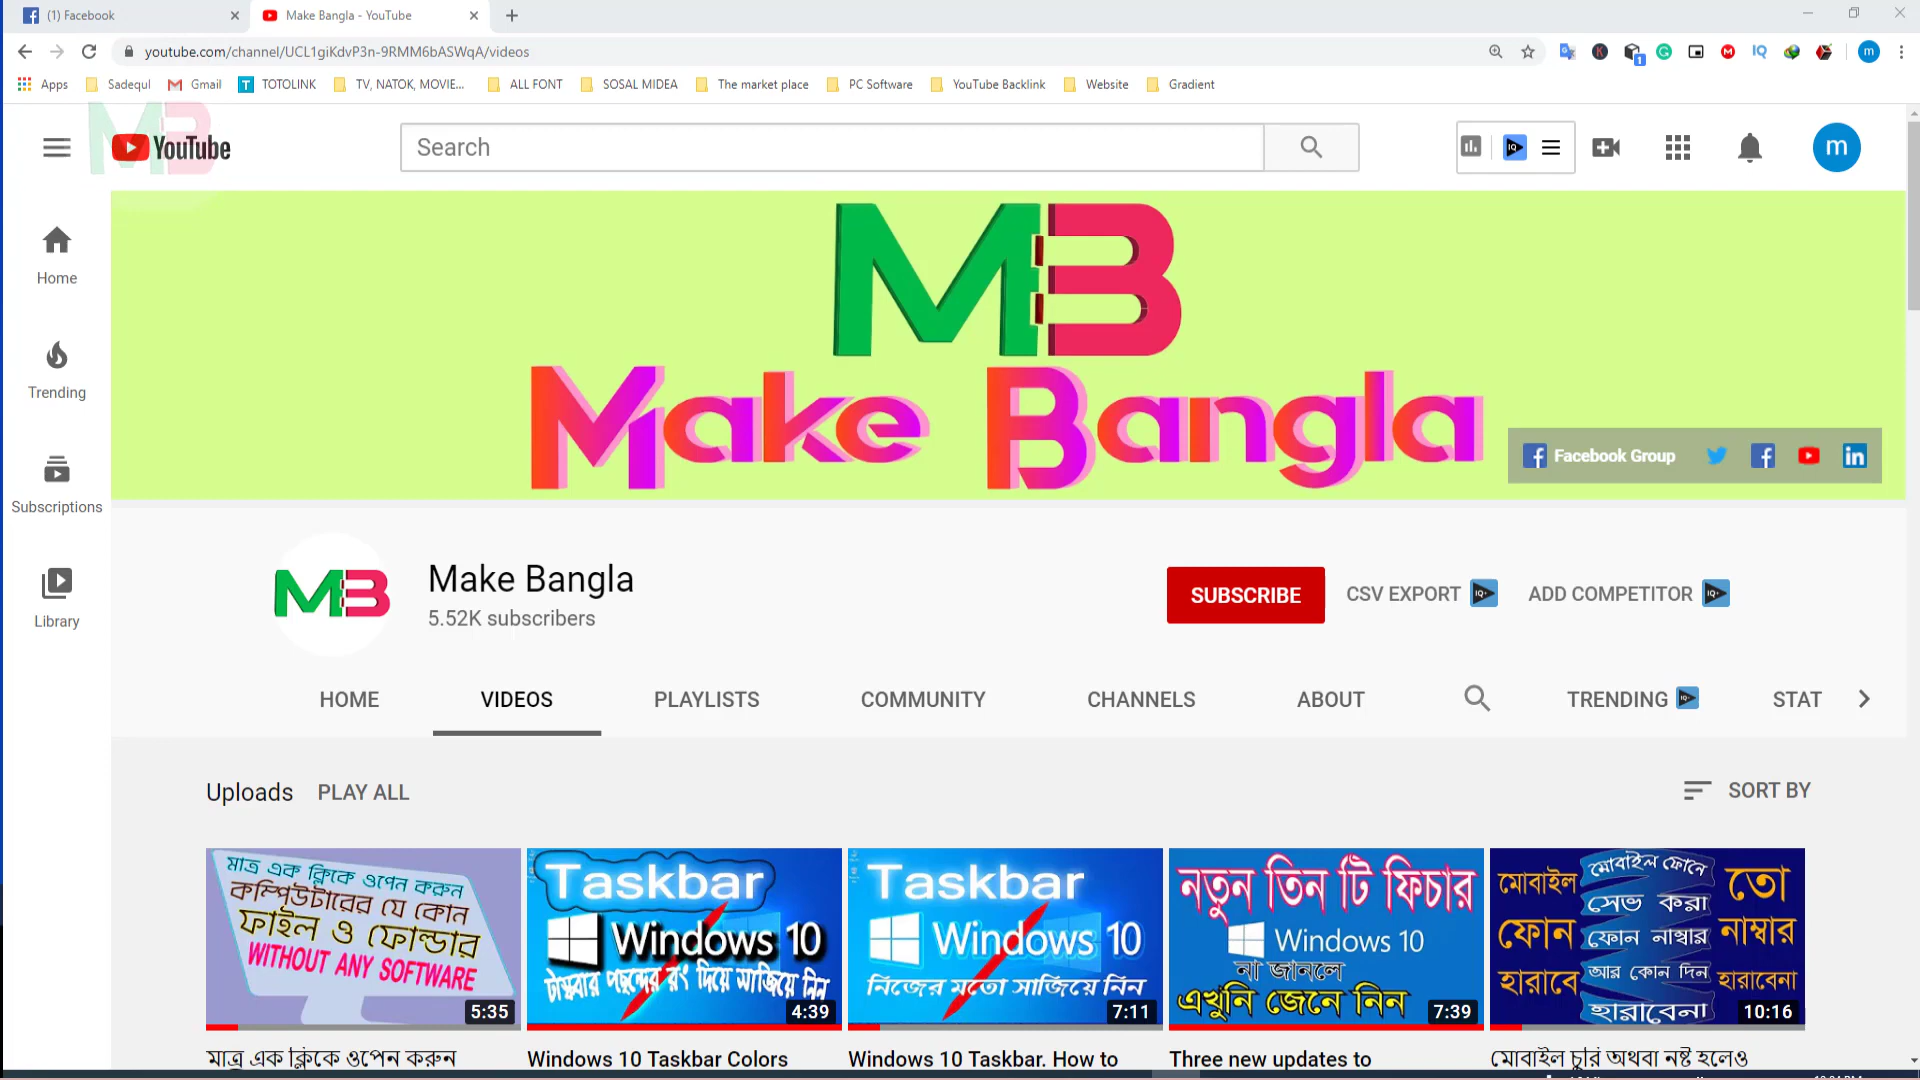 (1) Facebook
Make Bangla - YouTube
youtube.com/channel/UCL1giKdvP3n-9RMM6bASWqA/videos
Apps
Sadequl
Gmail
TOTOLINK
TV, NATOK, MOVIE...
ALL FONT
SOSAL MIDEA
The market place
PC Software
YouTube Backlink
Website
Gradient
YouTube
Search
m
MB
Make Bangla
Facebook Group
Home
Trending
Subscriptions
Library
MB
Make Bangla
5.52K subscribers
SUBSCRIBE
CSV EXPORT
ADD COMPETITOR
HOME
VIDEOS
PLAYLISTS
COMMUNITY
CHANNELS
ABOUT
TRENDING
STAT
Uploads
PLAY ALL
SORT BY
মাত্র এক ক্লিকে ওপেন করুন
কম্পিউটারের যে কোন
ফাইল ও ফোল্ডার
WITHOUT ANY SOFTWARE
5:35
মাত্র এক ক্লিকে ওপেন করুন
Taskbar
Windows 10
টাস্কবার পছন্দের রং দিয়ে সাজিয়ে নিন
4:39
Windows 10 Taskbar Colors
Taskbar
Windows 10
নিজের মতো সাজিয়ে নিন
7:11
Windows 10 Taskbar. How to
নতুন তিন টি ফিচার
Windows 10
না জানলে
এখুনি জেনে নিন
7:39
Three new updates to
মোবাইল
ফোন
হারাবে
মোবাইল ফোনে
সেভ করা
ফোন নাম্বার
আর কোন দিন
হারাবেনা
তো
নাম্বার
হারাবেনা
10:16
মোবাইল চুরি অথবা নষ্ট হলেও